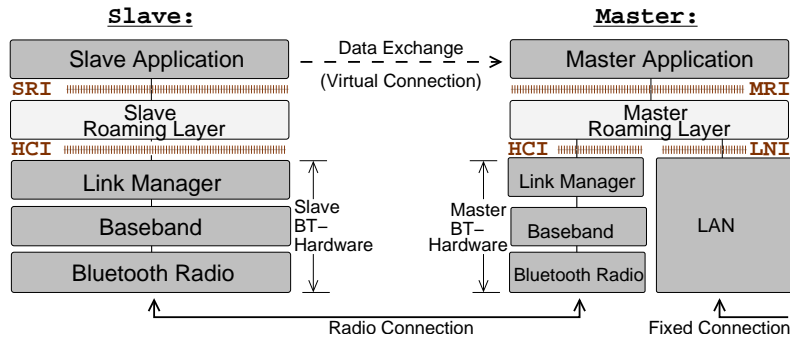 Slave:
Master:
Slave Application
Data Exchange
(Virtual Connection)
Master Application
SRI
MRI
Slave
Roaming Layer
Master
Roaming Layer
HCI
HCI
LNI
Link Manager
Baseband
Bluetooth Radio
Slave
BT–
Hardware
Master
BT–
Hardware
Link Manager
Baseband
Bluetooth Radio
LAN
Radio Connection
Fixed Connection